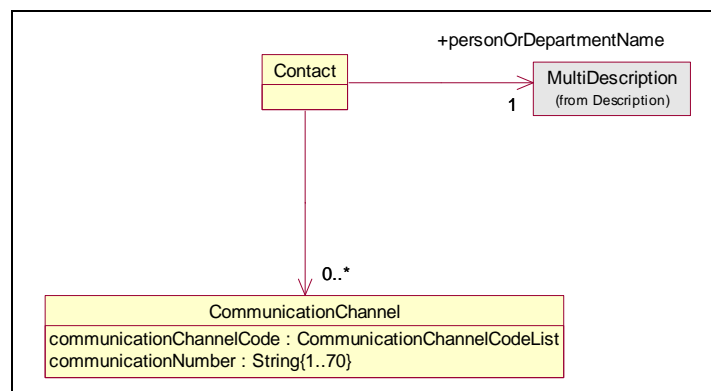 +personOrDepartmentName
Contact
MultiDescription
(from Description)
1
0..*
CommunicationChannel
communicationChannelCode : CommunicationChannelCodeList
communicationNumber : String{1..70}